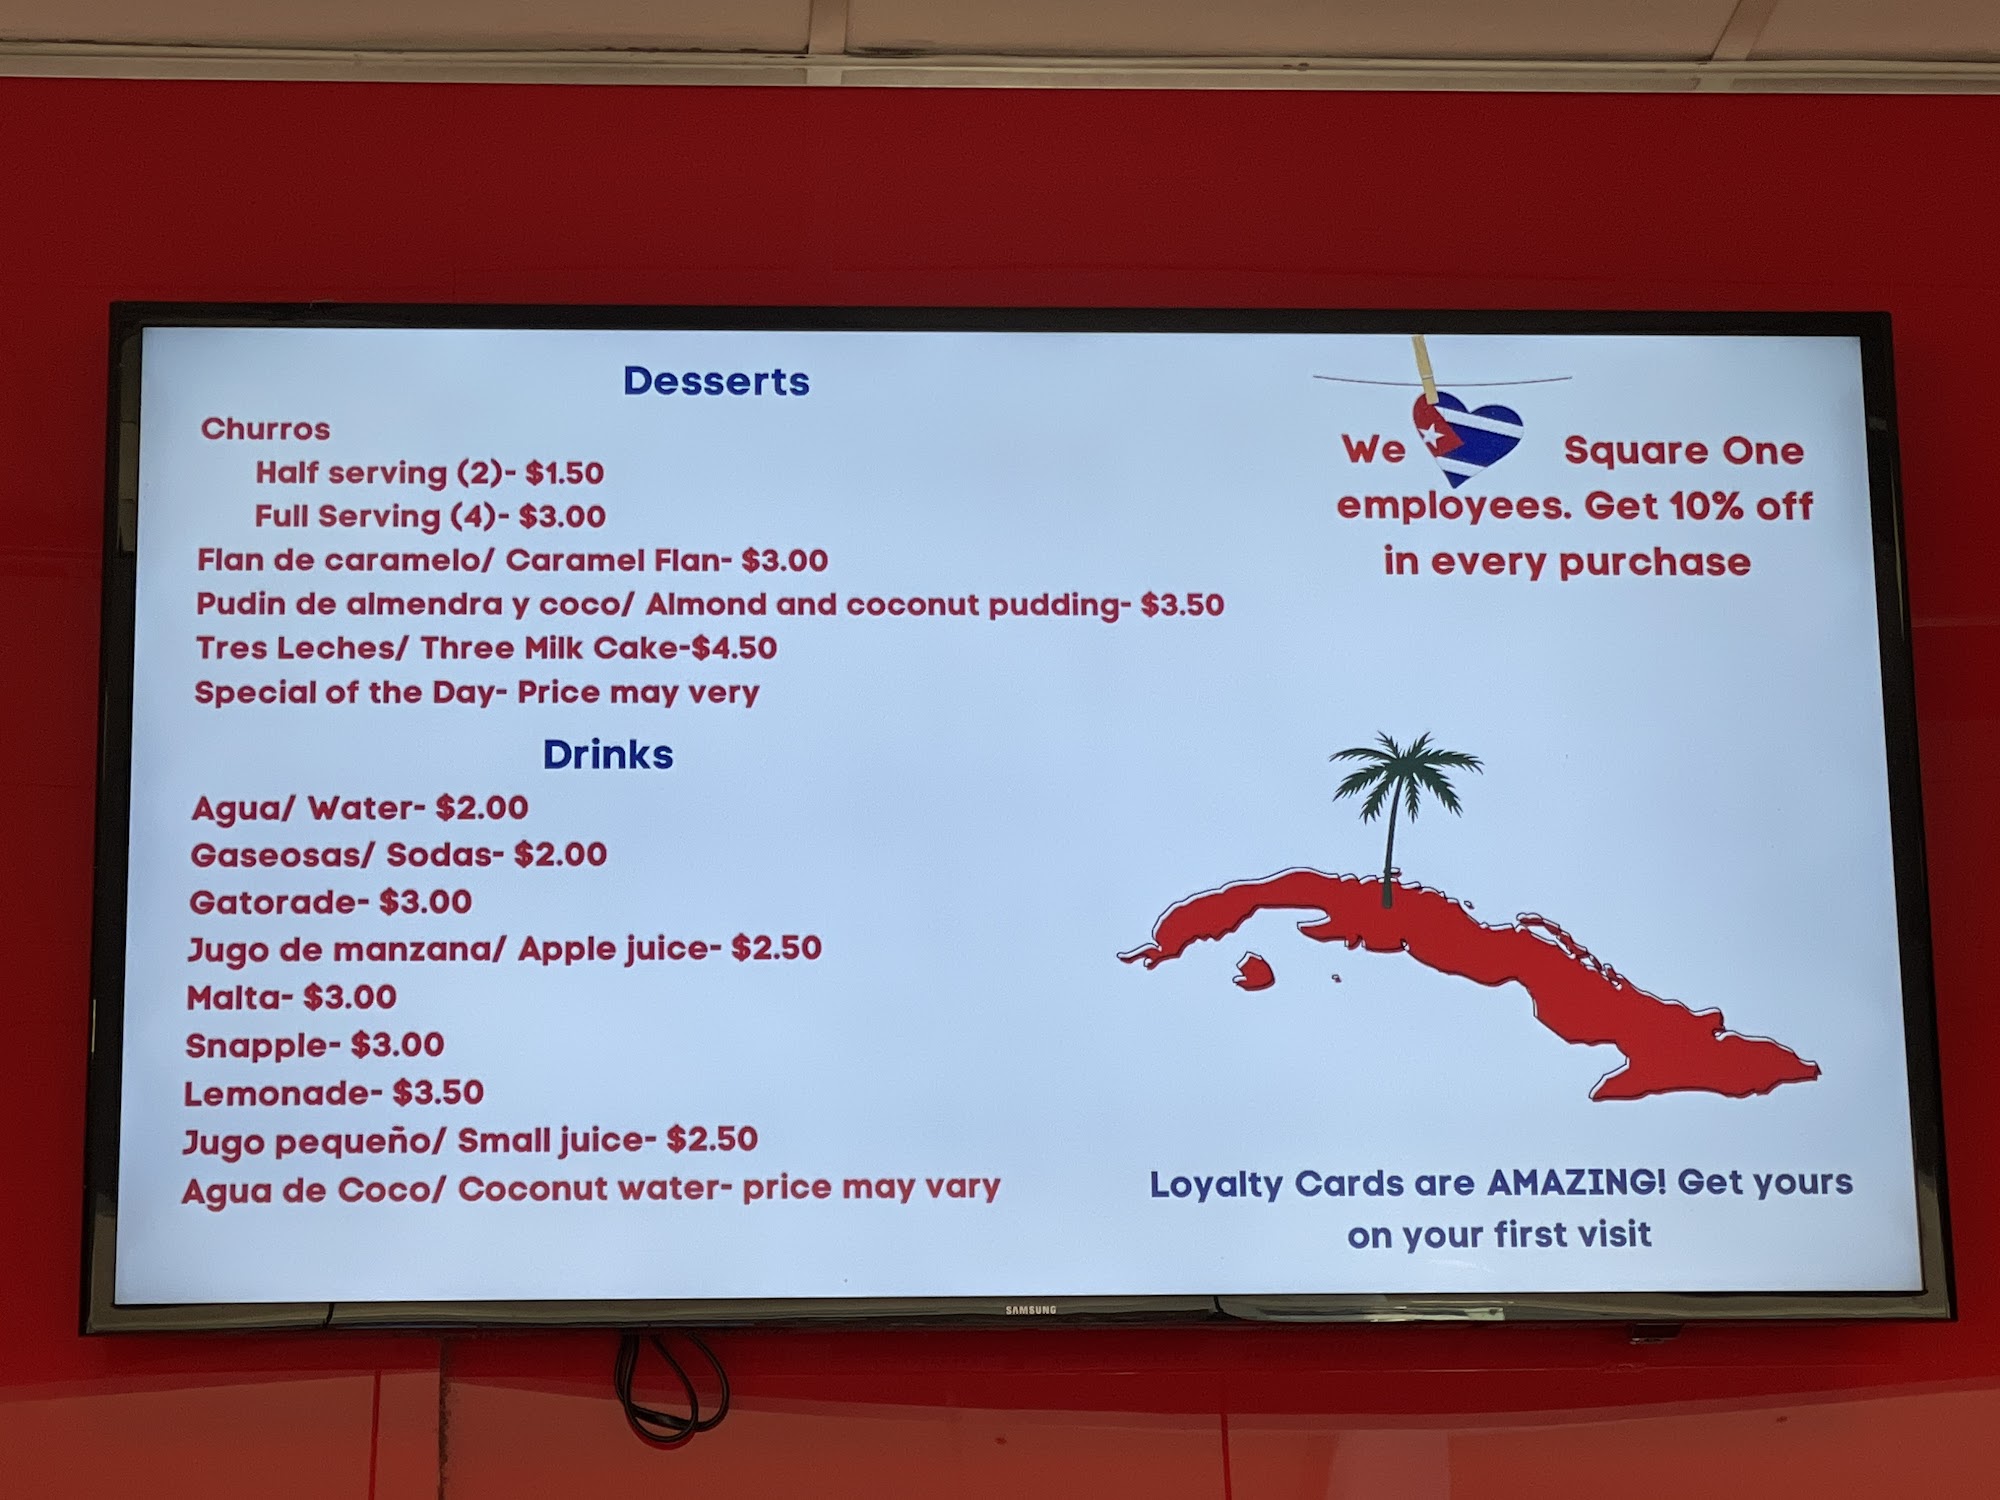 Desserts
Churros
Half serving (2)- $1.50
Full Serving (4)- $3.00
Flan de caramelo/ Caramel Flan- $3.00
Pudin de almendra y coco/ Almond and coconut pudding- $3.50
Tres Leches/ Three Milk Cake-$4.50
Special of the Day- Price may very
Drinks
Agua/ Water- $2.00
Gaseosas/ Sodas- $2.00
Gatorade- $3.00
Jugo de manzana/ Apple juice- $2.50
Malta- $3.00
Snapple- $3.00
Lemonade- $3.50
Jugo pequeño/ Small juice- $2.50
Agua de Coco/ Coconut water- price may vary
We Square One
employees. Get 10% off
in every purchase
Loyalty Cards are AMAZING! Get yours
on your first visit
SAMSUNG